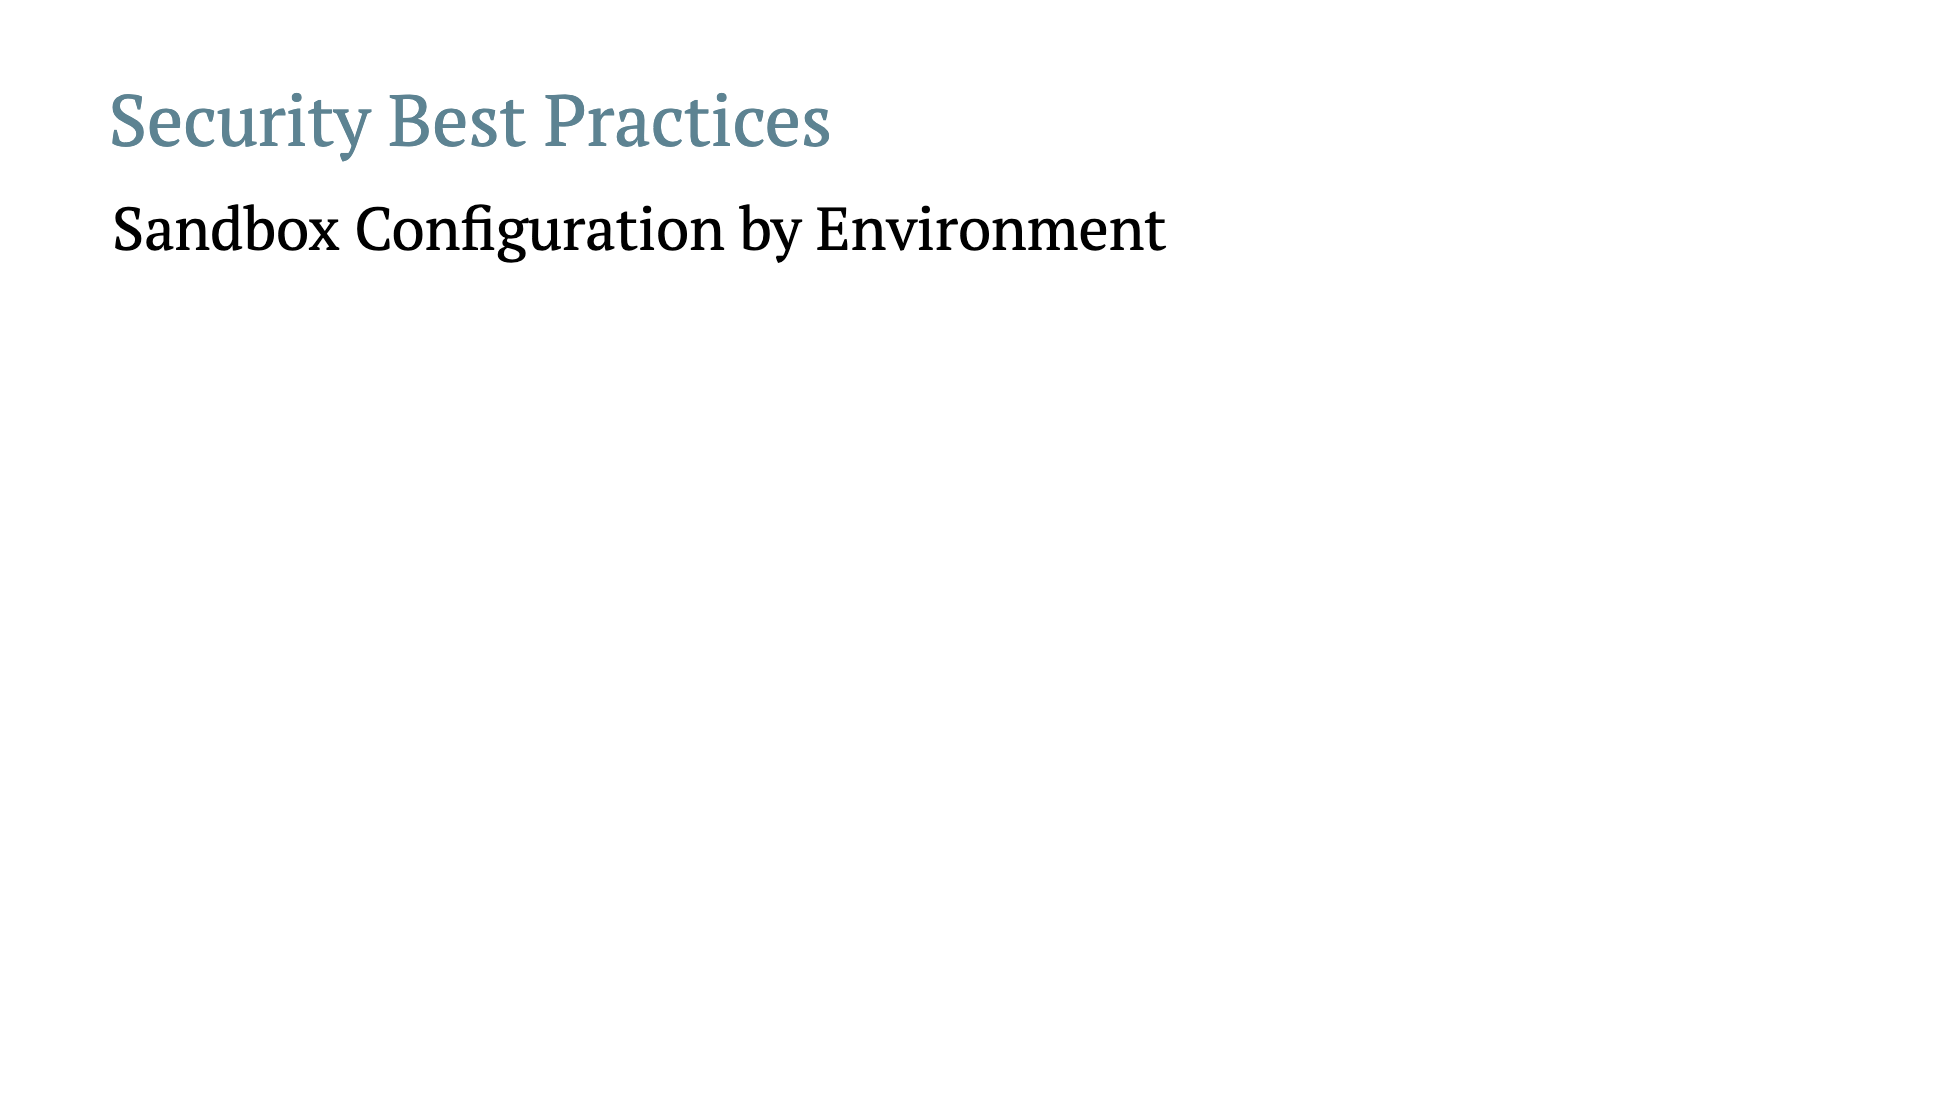 Security Best Practices
Sandbox Configuration by Environment